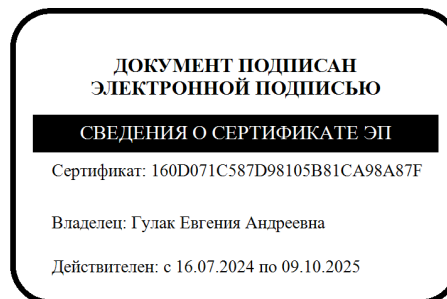 ДОКУМЕНТ ПОДПИСАН
ЭЛЕКТРОННОЙ ПОДПИСЬЮ
СВЕДЕНИЯ О СЕРТИФИКАТЕ ЭП
Сертификат: 160D071C587D98105B81CA98A87F
Владелец: Гулак Евгения Андреевна
Действителен: с 16.07.2024 по 09.10.2025